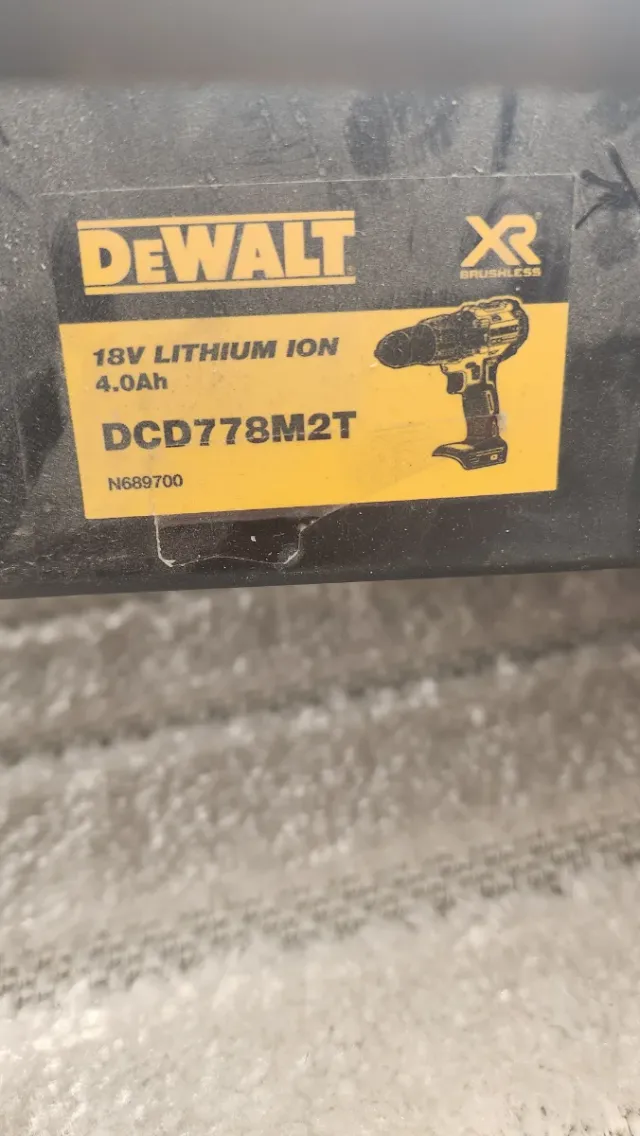 DEWALT
XR
BRUSHLESS
18V LITHIUM ION
4.0Ah
DCD778M2T
N689700